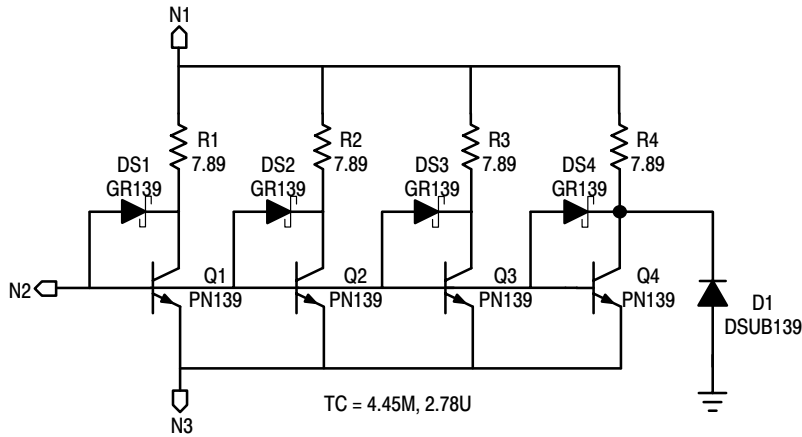 N1
R1
7.89
R2
7.89
R3
7.89
R4
7.89
DS1
GR139
DS2
GR139
DS3
GR139
DS4
GR139
N2
Q1
PN139
Q2
PN139
Q3
PN139
Q4
PN139
D1
DSUB139
N3
TC = 4.45M, 2.78U